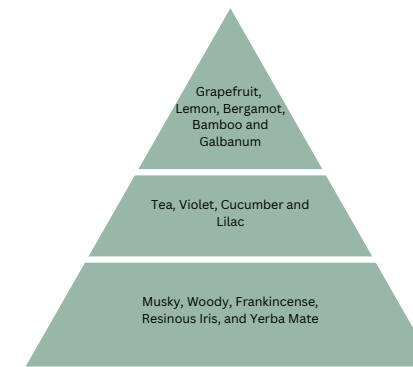 Grapefruit,
Lemon, Bergamot,
Bamboo and
Galbanum
Tea, Violet, Cucumber and
Lilac
Musky, Woody, Frankincense,
Resinous Iris, and Yerba Mate